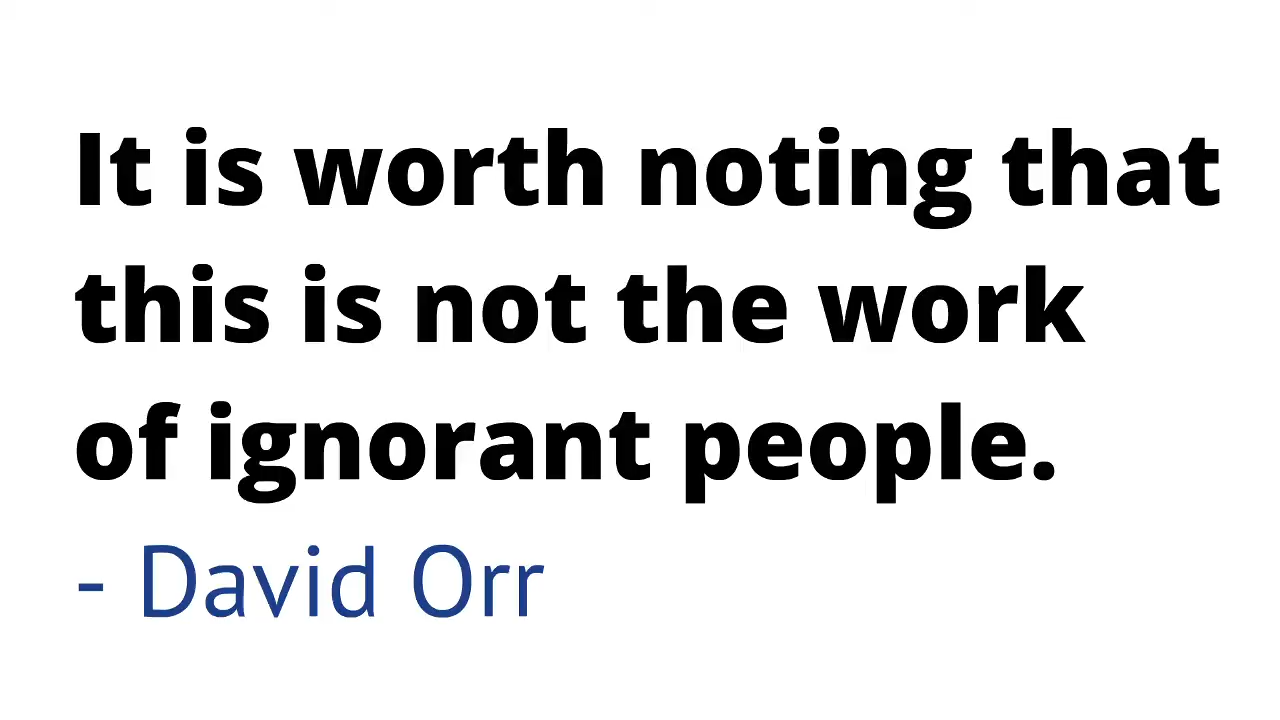 It is worth noting that
this is not the work
of ignorant people.
- David Orr